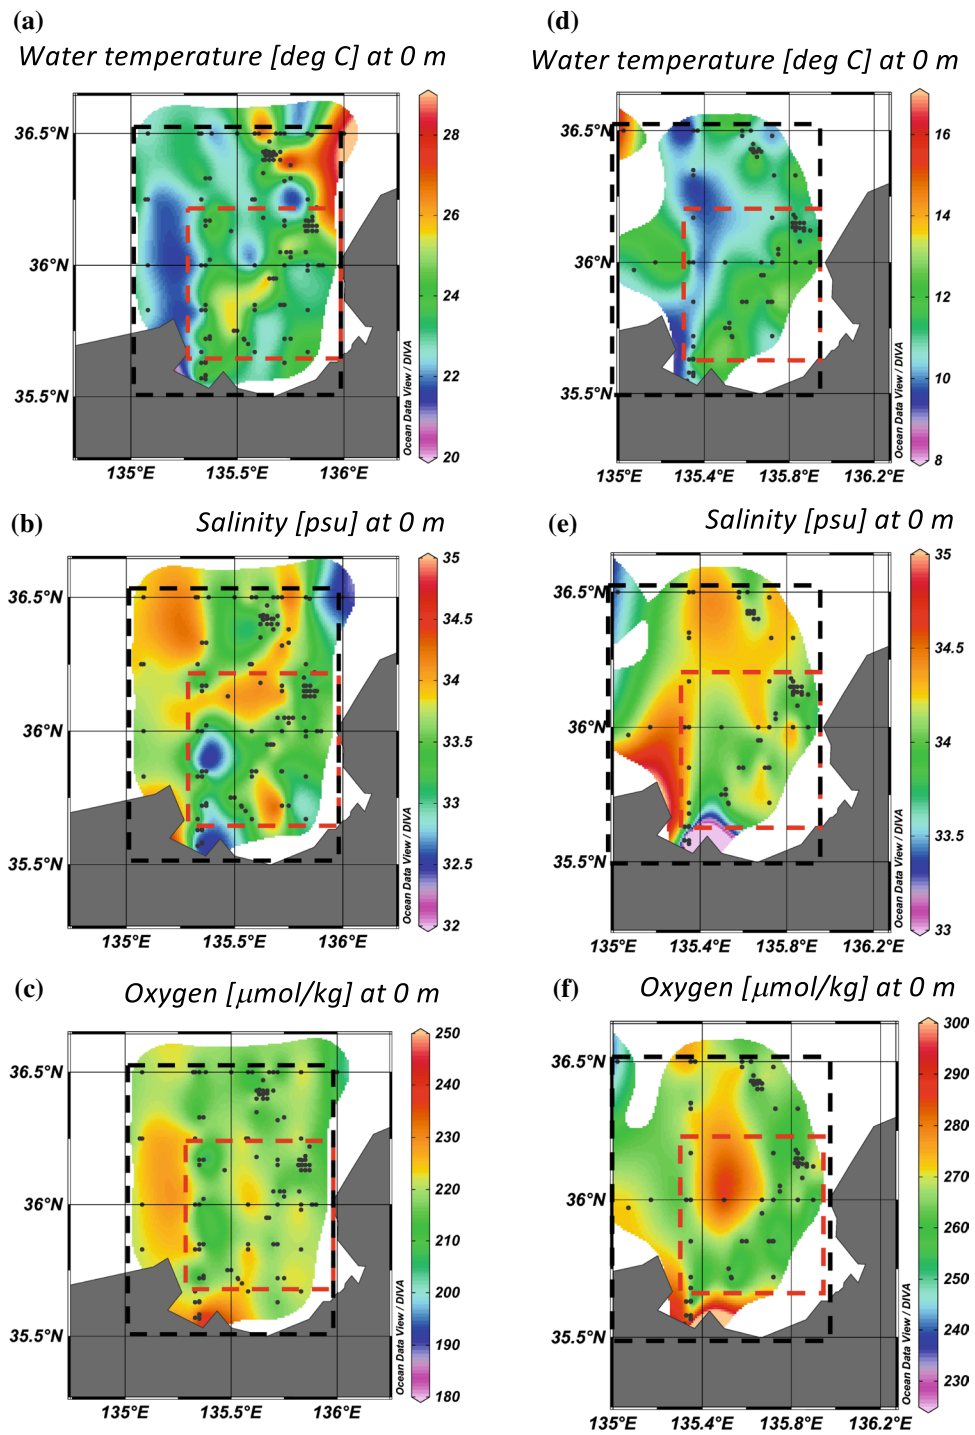 (a)
Water temperature [deg C] at 0 m
36.5°N
36°N
35.5°N
135°E 135.5°E 136°E
28
26
24
22
20
Ocean Data View / DIVA
(d)
Water temperature [deg C] at 0 m
36.5°N
36°N
35.5°N
135°E 135.4°E 135.8°E 136.2°E
16
14
12
10
8
Ocean Data View / DIVA
(b)
Salinity [psu] at 0 m
36.5°N
36°N
35.5°N
135°E 135.5°E 136°E
35
34.5
34
33.5
33
32.5
32
Ocean Data View / DIVA
(e)
Salinity [psu] at 0 m
36.5°N
36°N
35.5°N
135°E 135.4°E 135.8°E 136.2°E
35
34.5
34
33.5
33
Ocean Data View / DIVA
(c)
Oxygen [μmol/kg] at 0 m
36.5°N
36°N
35.5°N
135°E 135.5°E 136°E
250
240
230
220
210
200
190
180
Ocean Data View / DIVA
(f)
Oxygen [μmol/kg] at 0 m
36.5°N
36°N
35.5°N
135°E 135.4°E 135.8°E 136.2°E
300
290
280
270
260
250
240
230
Ocean Data View / DIVA